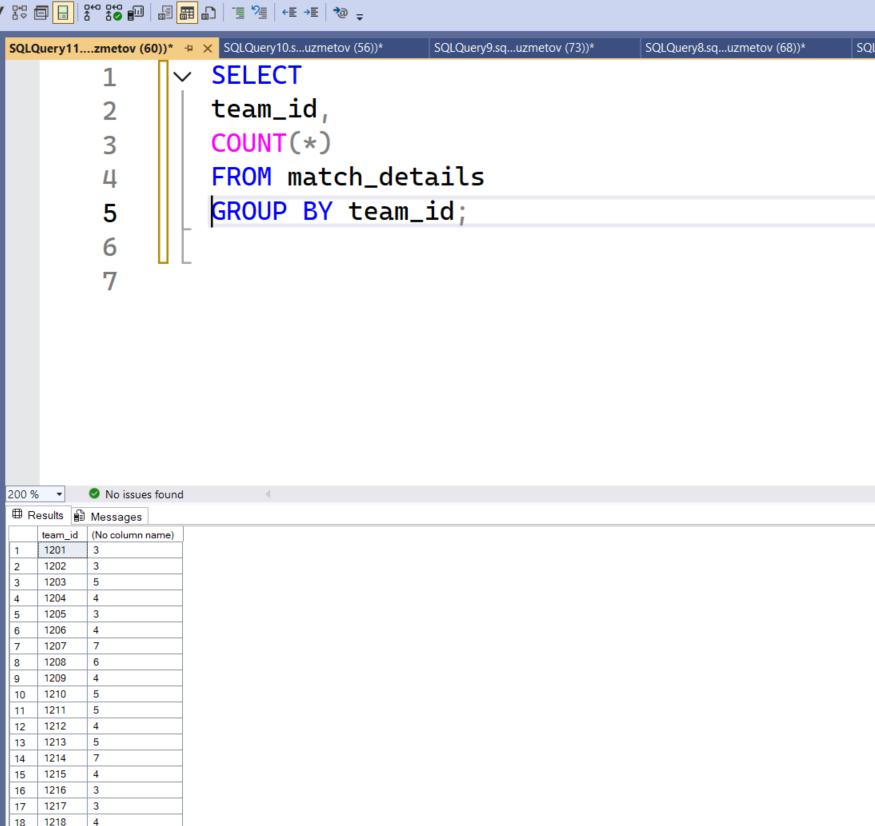 SQLQuery11....zmetov (60))* SQLQuery10.s...uzmetov (56))* SQLQuery9.sq...uzmetov (73))* SQLQuery8.sq...uzmetov (68))* SQL
1 SELECT
2 team_id,
3 COUNT(*)
4 FROM match_details
5 GROUP BY team_id;
6
7
200 % No issues found
Results Messages
team_id (No column name)
1 1201 3
2 1202 3
3 1203 5
4 1204 4
5 1205 3
6 1206 4
7 1207 7
8 1208 6
9 1209 4
10 1210 5
11 1211 5
12 1212 4
13 1213 5
14 1214 7
15 1215 4
16 1216 3
17 1217 3
18 1218 4